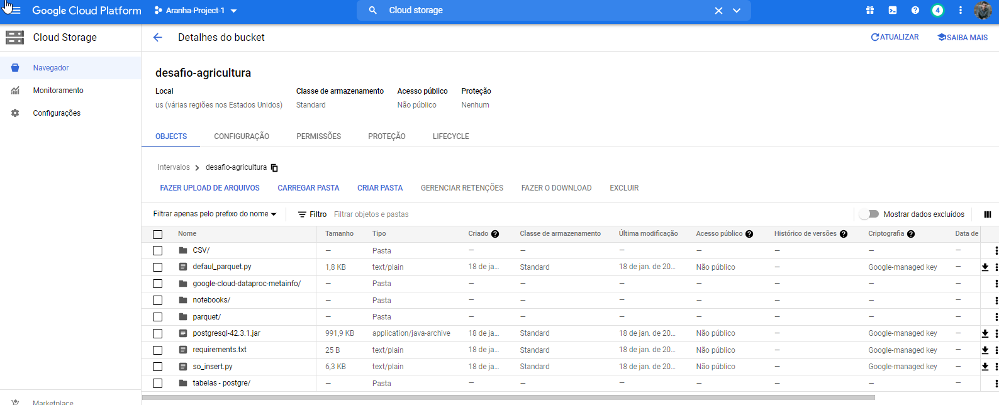 Google Cloud Platform Aranha-Project-1 Cloud storage 4
Cloud Storage Detalhes do bucket ATUALIZAR SAIBA MAIS
Navegador
Monitoramento
Configurações
desafio-agricultura
Local Classe de armazenamento Acesso público Proteção
us (várias regiões nos Estados Unidos) Standard Não público Nenhum
OBJECTS CONFIGURAÇÃO PERMISSÕES PROTEÇÃO LIFECYCLE
Intervalos > desafio-agricultura
FAZER UPLOAD DE ARQUIVOS CARREGAR PASTA CRIAR PASTA GERENCIAR RETENÇÕES FAZER O DOWNLOAD EXCLUIR
Filtrar apenas pelo prefixo do nome Filtro Filtrar objetos e pastas Mostrar dados excluídos
Nome Tamanho Tipo Criado Classe de armazenamento Última modificação Acesso público Histórico de versões Criptografia Data de
CSV/ — Pasta — — — — — — —
defaul_parquet.py 1,8 KB text/plain 18 de ja... Standard 18 de jan. de 20... Não público — Google-managed key —
google-cloud-dataproc-metainfo/ — Pasta — — — — — — —
notebooks/ — Pasta — — — — — — —
parquet/ — Pasta — — — — — — —
postgresql-42.3.1.jar 991,9 KB application/java-archive 18 de ja... Standard 18 de jan. de 20... Não público — Google-managed key —
requirements.txt 25 B text/plain 18 de ja... Standard 18 de jan. de 20... Não público — Google-managed key —
so_insert.py 6,3 KB text/plain 18 de ja... Standard 18 de jan. de 20... Não público — Google-managed key —
tabelas - postgre/ — Pasta — — — — — — —
Marketplace